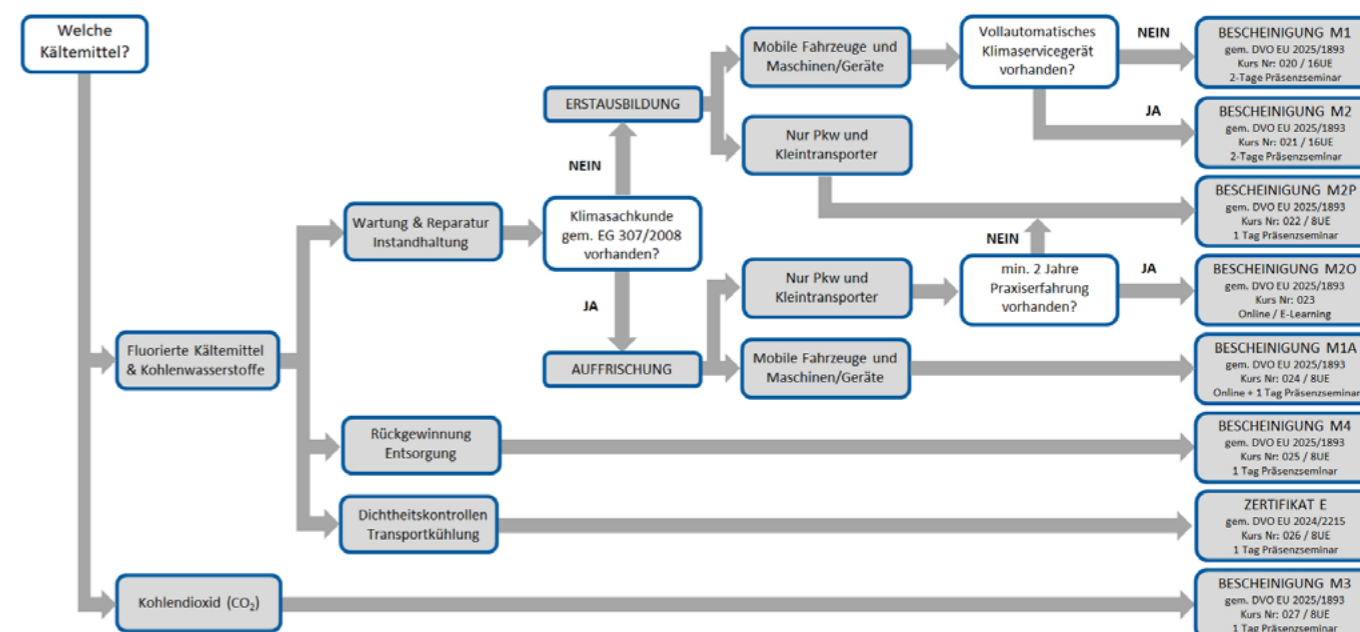 Welche
Kältemittel?
Fluorierte Kältemittel
& Kohlenwasserstoffe
Kohlendioxid (CO₂)
Wartung & Reparatur
Instandhaltung
Rückgewinnung
Entsorgung
Dichtheitskontrollen
Transportkühlung
ERSTAUSBILDUNG
NEIN
Klimasachkunde
gem. EG 307/2008
vorhanden?
JA
AUFFRISCHUNG
Mobile Fahrzeuge und
Maschinen/Geräte
Nur Pkw und
Kleintransporter
Nur Pkw und
Kleintransporter
Mobile Fahrzeuge und
Maschinen/Geräte
Vollautomatisches
Klimaservicegerät
vorhanden?
NEIN
JA
NEIN
min. 2 Jahre
Praxiserfahrung
vorhanden?
JA
BESCHEINIGUNG M1
gem. DVO EU 2025/1893
Kurs Nr: 020 / 16UE
2-Tage Präsenzseminar
BESCHEINIGUNG M2
gem. DVO EU 2025/1893
Kurs Nr: 021 / 16UE
2-Tage Präsenzseminar
BESCHEINIGUNG M2P
gem. DVO EU 2025/1893
Kurs Nr: 022 / 8UE
1 Tag Präsenzseminar
BESCHEINIGUNG M2O
gem. DVO EU 2025/1893
Kurs Nr: 023
Online / E-Learning
BESCHEINIGUNG M1A
gem. DVO EU 2025/1893
Kurs Nr: 024 / 8UE
Online + 1 Tag Präsenzseminar
BESCHEINIGUNG M4
gem. DVO EU 2025/1893
Kurs Nr: 025 / 8UE
1 Tag Präsenzseminar
ZERTIFIKAT E
gem. DVO EU 2024/2215
Kurs Nr: 026 / 8UE
1 Tag Präsenzseminar
BESCHEINIGUNG M3
gem. DVO EU 2025/1893
Kurs Nr: 027 / 8UE
1 Tag Präsenzseminar